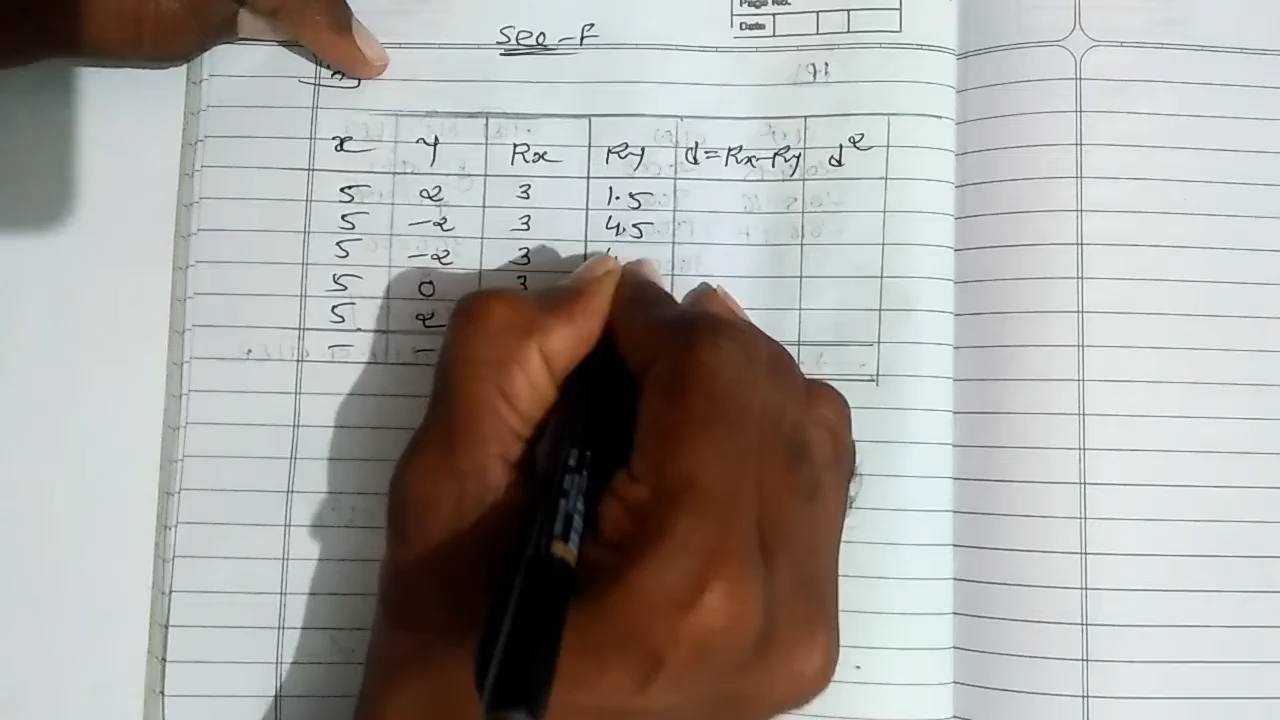 Page No.
Date
Sec-F
x y Rx Ry d=Rx-Ry d²
5 2 3 1.5
5 -2 3 4.5
5 -2 3
5 0 3
5 2
- -